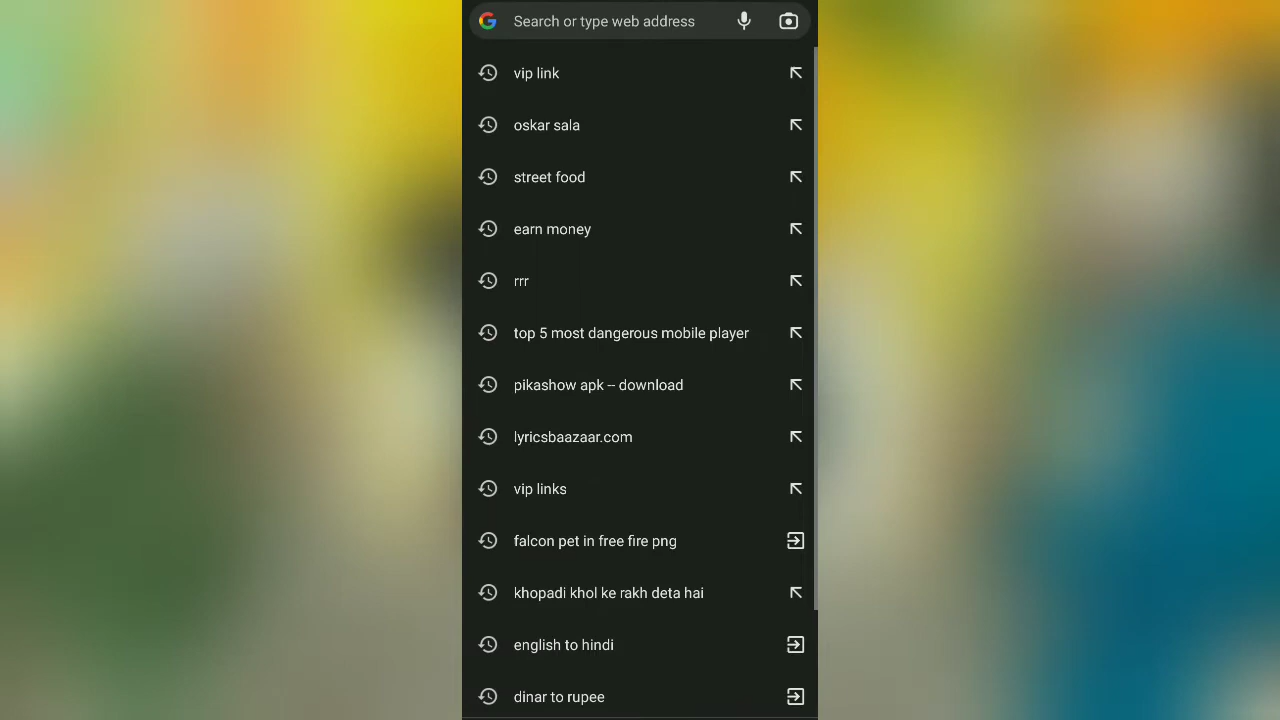 Search or type web address
vip link
oskar sala
street food
earn money
rrr
top 5 most dangerous mobile player
pikashow apk -- download
lyricsbaazaar.com
vip links
falcon pet in free fire png
khopadi khol ke rakh deta hai
english to hindi
dinar to rupee